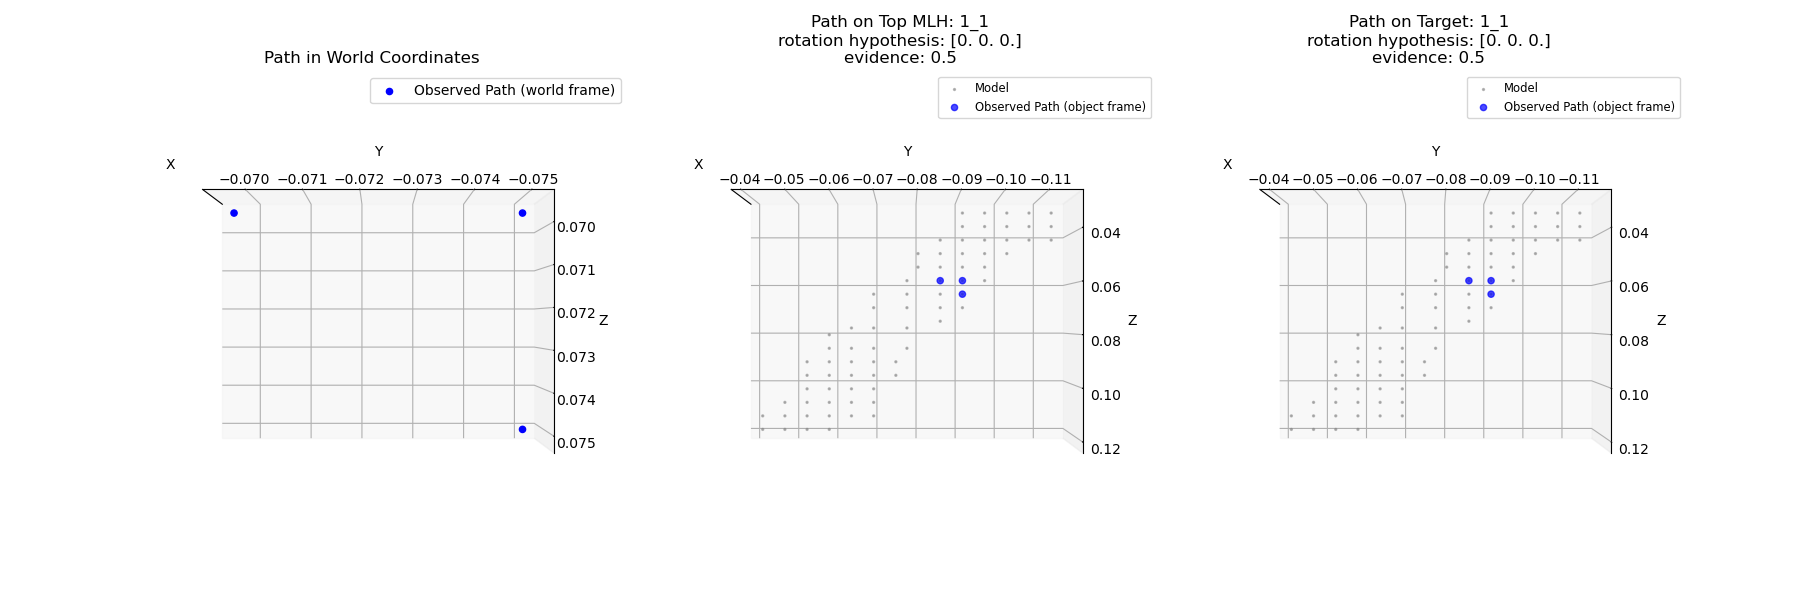 Path in World Coordinates
Observed Path (world frame)
X
Y
−0.070 −0.071 −0.072 −0.073 −0.074 −0.075
0.070
0.071
0.072
Z
0.073
0.074
0.075
Path on Top MLH: 1_1
rotation hypothesis: [0. 0. 0.]
evidence: 0.5
Model
Observed Path (object frame)
X
Y
−0.04 −0.05 −0.06 −0.07 −0.08 −0.09 −0.10 −0.11
0.04
0.06
Z
0.08
0.10
0.12
Path on Target: 1_1
rotation hypothesis: [0. 0. 0.]
evidence: 0.5
Model
Observed Path (object frame)
X
Y
−0.04 −0.05 −0.06 −0.07 −0.08 −0.09 −0.10 −0.11
0.04
0.06
Z
0.08
0.10
0.12